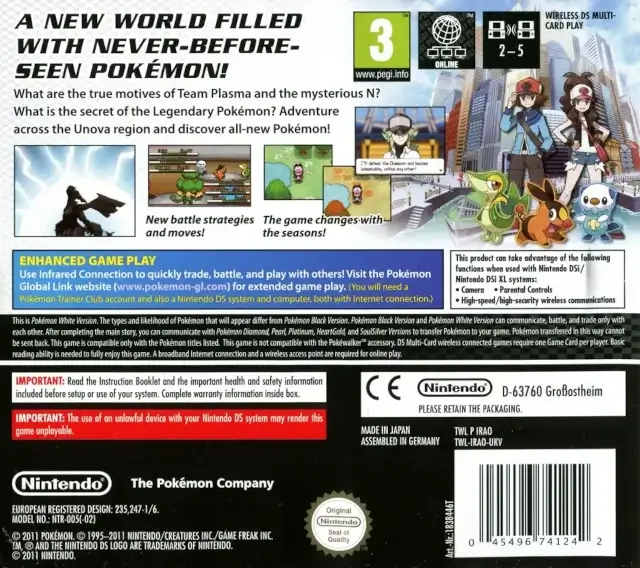 A NEW WORLD FILLED
WITH NEVER-BEFORE-
SEEN POKÉMON!
What are the true motives of Team Plasma and the mysterious N?
What is the secret of the Legendary Pokémon? Adventure
across the Unova region and discover all-new Pokémon!
3
www.pegi.info
ONLINE
2–5
WIRELESS DS MULTI-
CARD PLAY
New battle strategies
and moves!
The game changes with
the seasons!
I'll defeat the Champion and become
ENHANCED GAME PLAY
Use Infrared Connection to quickly trade, battle, and play with others! Visit the Pokémon
Global Link website (www.pokemon-gl.com) for extended game play. (You will need a
Pokémon Trainer Club account and also a Nintendo DS system and computer, both with Internet connection.)
This product can take advantage of the following
functions when used with Nintendo DSi/
Nintendo DSi XL systems:
• Camera • Parental Controls
• High-speed/high-security wireless communications
This is Pokémon White Version. The types and likelihood of Pokémon that will appear differ from Pokémon Black Version. Pokémon Black Version and Pokémon White Version can communicate, battle, and trade only with
each other. After completing the main story, you can communicate with Pokémon Diamond, Pearl, Platinum, HeartGold, and SoulSilver Versions to transfer Pokémon to your game. Pokémon transferred in this way cannot
be sent back. This game is compatible only with the Pokémon titles listed. This game is not compatible with the Pokéwalker™ accessory. DS Multi-Card wireless connected games require one Game Card per player. Basic
reading ability is needed to fully enjoy this game. A broadband Internet connection and a wireless access point are required for online play.
IMPORTANT: Read the Instruction Booklet and the important health and safety information
included before setup or use of your system. Complete warranty information inside box.
IMPORTANT: The use of an unlawful device with your Nintendo DS system may render this
game unplayable.
CE
Nintendo®
D-63760 Großostheim
PLEASE RETAIN THE PACKAGING.
MADE IN JAPAN
ASSEMBLED IN GERMANY
TWL P IRAO
TWL-IRAO-UKV
Nintendo®
The Pokémon Company
EUROPEAN REGISTERED DESIGN: 235,247-1/6.
MODEL NO.: NTR-005(-02)
© 2011 POKÉMON. © 1995–2011 NINTENDO/CREATURES INC./GAME FREAK INC.
TM, ® AND THE NINTENDO DS LOGO ARE TRADEMARKS OF NINTENDO.
© 2011 NINTENDO.
Original
Nintendo
Seal of
Quality
Art.-Nr.: 1838446T
0 45496 74124 2